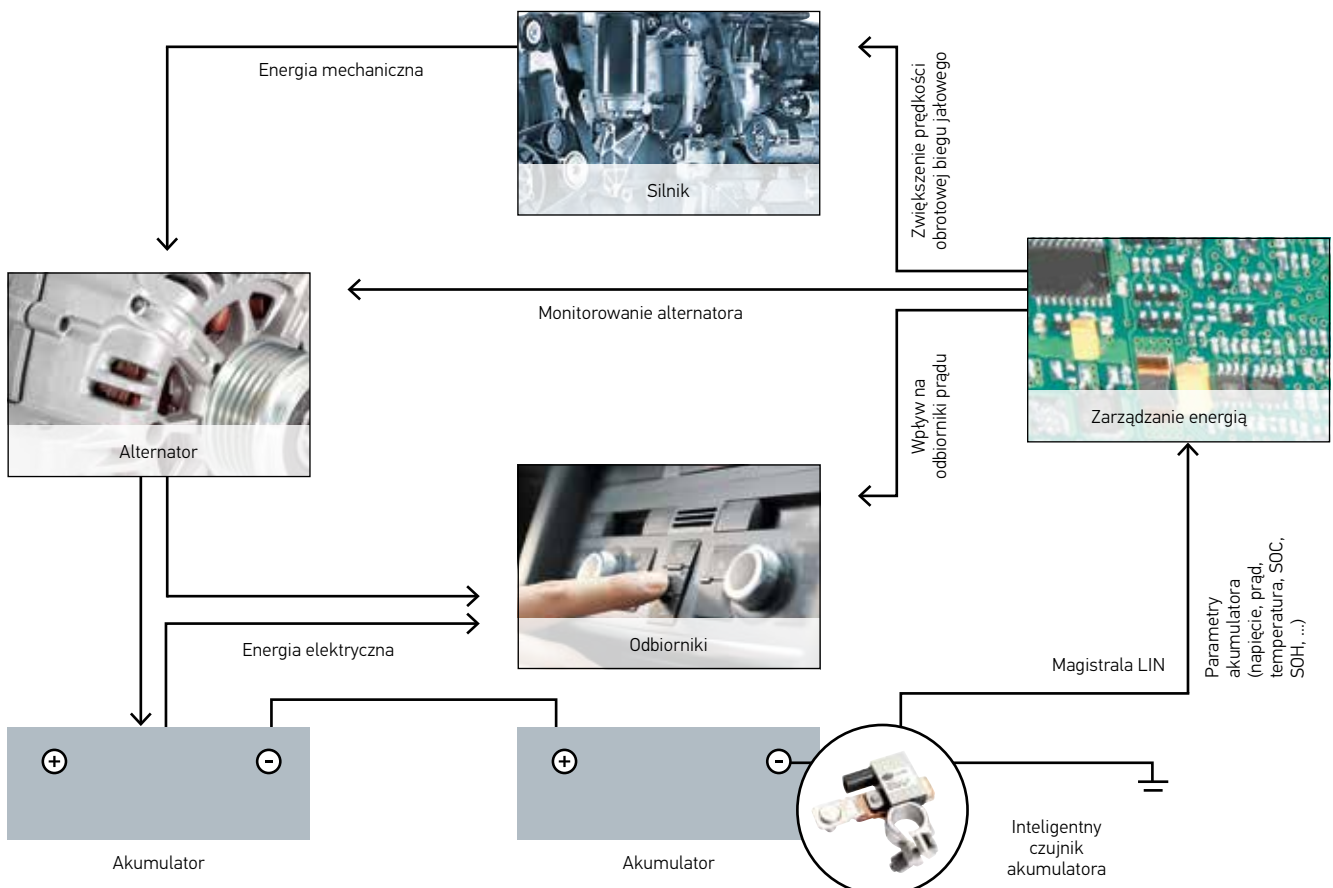 Energia mechaniczna
Silnik
Zwiększenie prędkości
obrotowej biegu jałowego
Monitorowanie alternatora
Alternator
Zarządzanie energią
Wpływ na
odbiorniki prądu
Odbiorniki
Energia elektryczna
Magistrala LIN
Parametry
akumulatora
(napięcie, prąd,
temperatura, SOC,
SOH, ...)
+
-
+
-
Akumulator
Akumulator
Inteligentny
czujnik
akumulatora